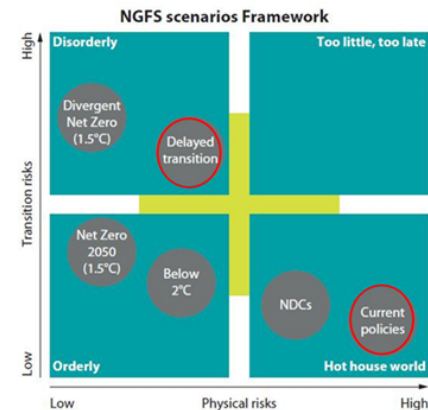 NGFS scenarios Framework
High
Transition risks
Low
Disorderly
Too little, too late
Divergent
Net Zero
(1.5°C)
Delayed
transition
Net Zero
2050
(1.5°C)
Below
2°C
NDCs
Current
policies
Orderly
Hot house world
Low
Physical risks
High